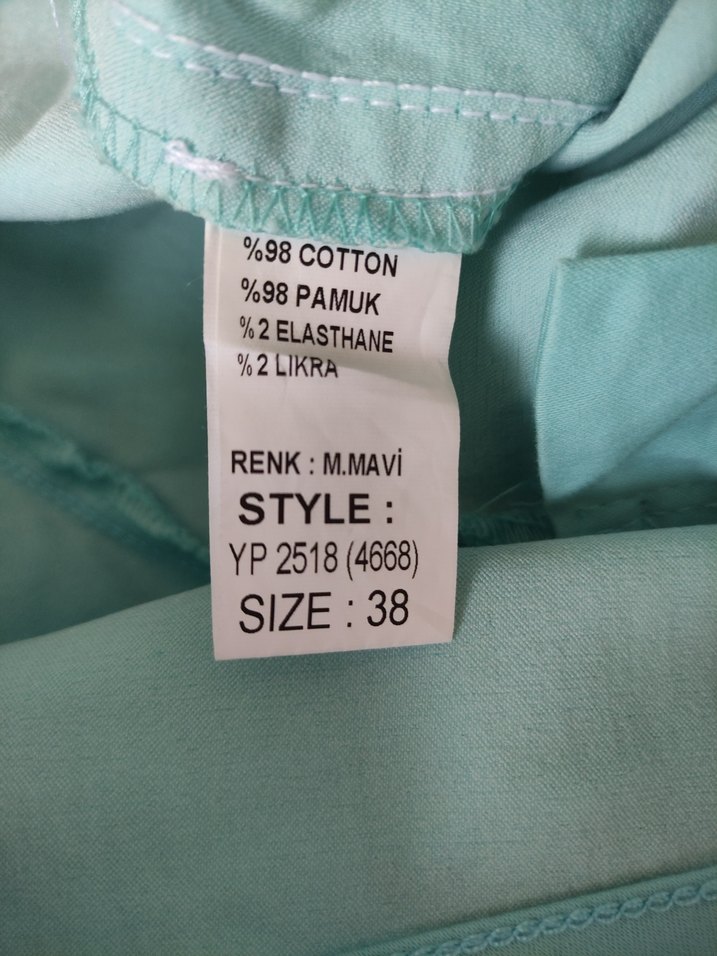 %98 COTTON
%98 PAMUK
%2 ELASTHANE
%2 LIKRA
RENK : M.MAVİ
STYLE :
YP 2518 (4668)
SIZE : 38